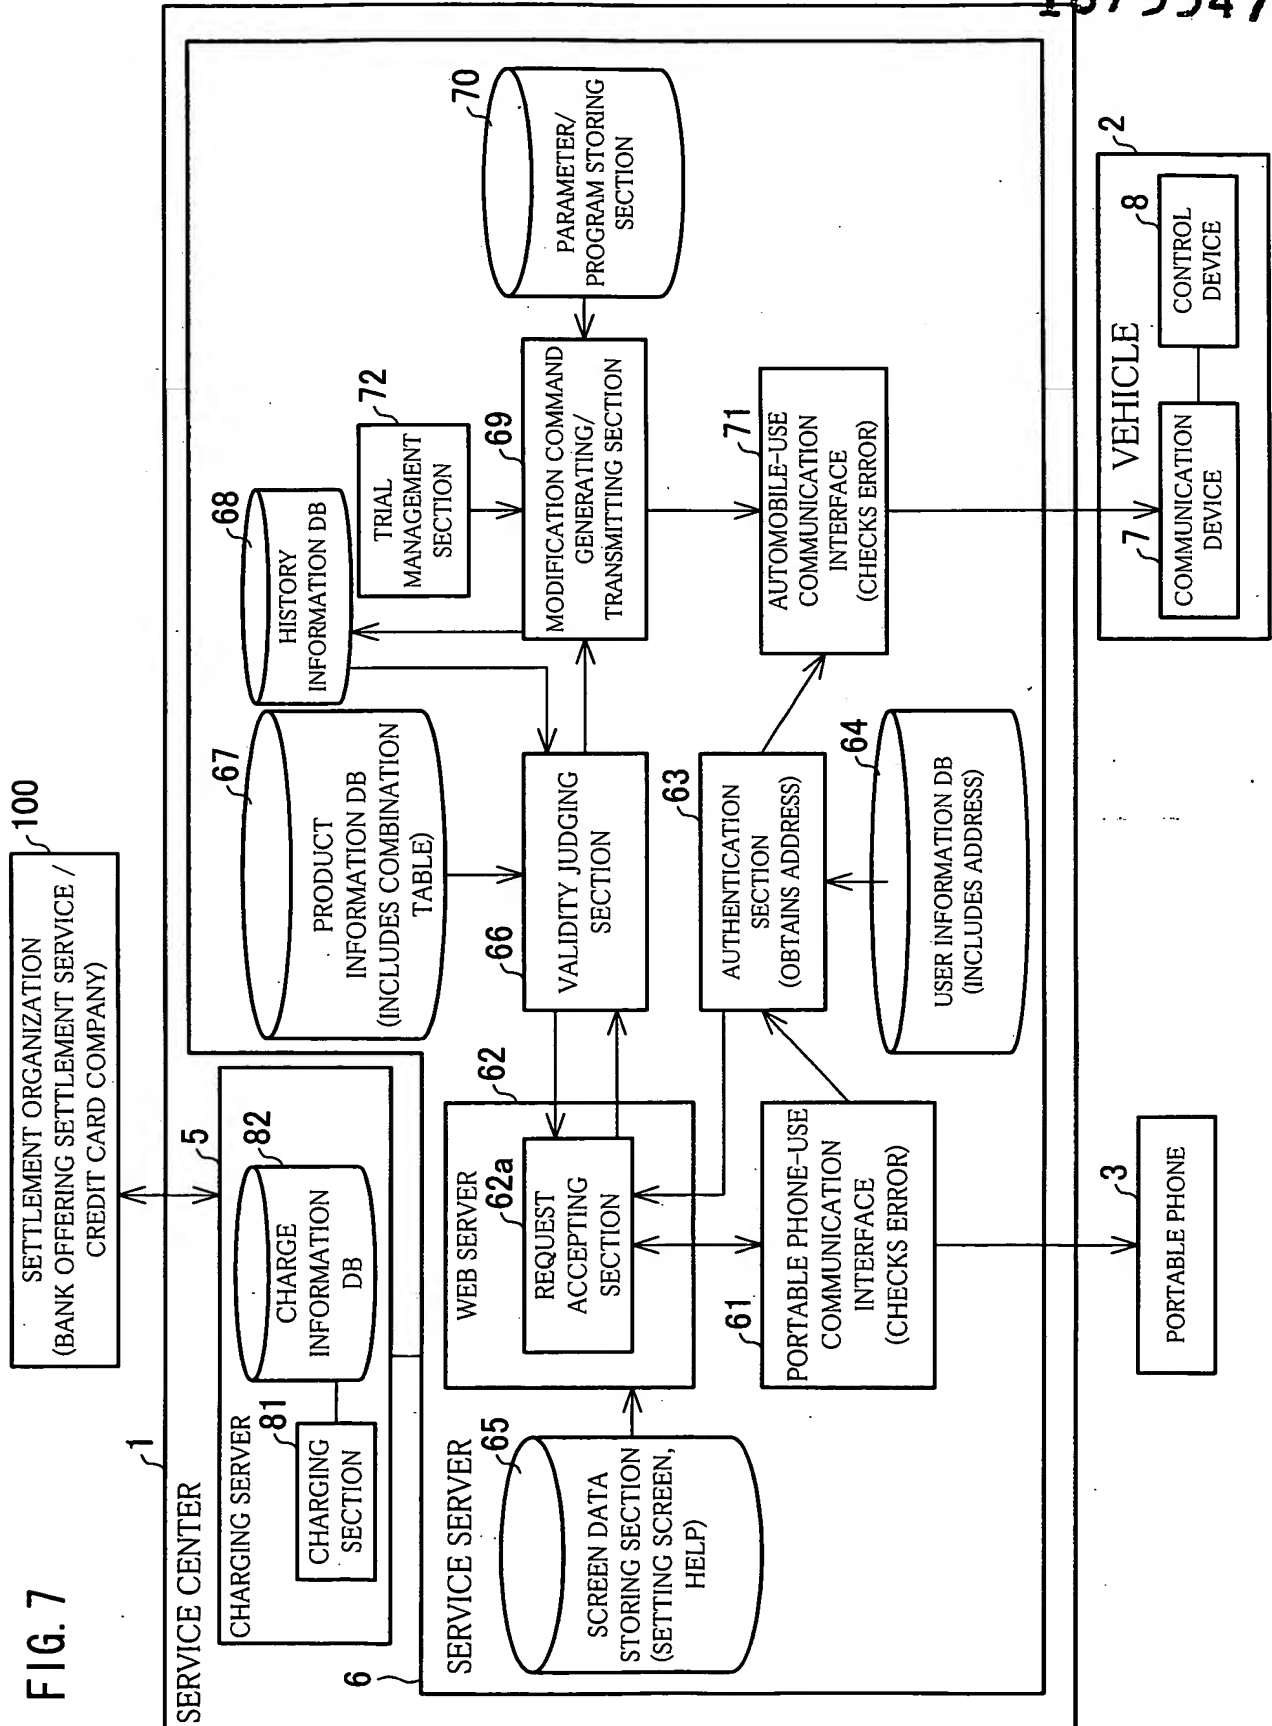 FIG. 7
SETTLEMENT ORGANIZATION
(BANK OFFERING SETTLEMENT SERVICE /
CREDIT CARD COMPANY)
100
1
SERVICE CENTER
CHARGING SERVER
5
81
CHARGING
SECTION
82
CHARGE
INFORMATION
DB
6
SERVICE SERVER
65
SCREEN DATA
STORING SECTION
(SETTING SCREEN,
HELP)
WEB SERVER
62
62a
REQUEST
ACCEPTING
SECTION
61
PORTABLE PHONE-USE
COMMUNICATION
INTERFACE
(CHECKS ERROR)
67
PRODUCT
INFORMATION DB
(INCLUDES COMBINATION
TABLE)
66
VALIDITY JUDGING
SECTION
63
AUTHENTICATION
SECTION
(OBTAINS ADDRESS)
64
USER INFORMATION DB
(INCLUDES ADDRESS)
68
HISTORY
INFORMATION DB
72
TRIAL
MANAGEMENT
SECTION
69
MODIFICATION COMMAND
GENERATING/
TRANSMITTING SECTION
70
PARAMETER/
PROGRAM STORING
SECTION
71
AUTOMOBILE-USE
COMMUNICATION
INTERFACE
(CHECKS ERROR)
3
PORTABLE PHONE
2
VEHICLE
7
COMMUNICATION
DEVICE
8
CONTROL
DEVICE